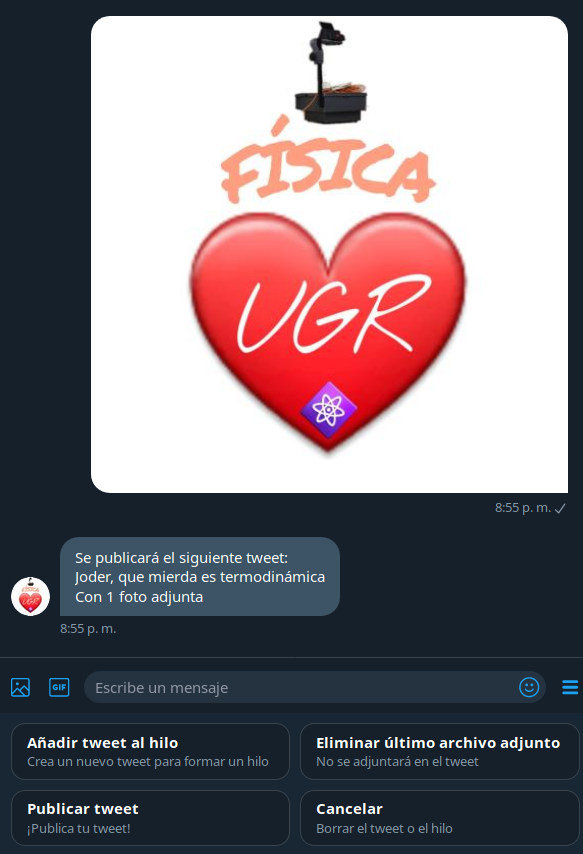 FÍSICA
UGR
8:55 p. m.
Se publicará el siguiente tweet:
Joder, que mierda es termodinámica
Con 1 foto adjunta
FÍSICA
UGR
8:55 p. m.
GIF
Escribe un mensaje
Añadir tweet al hilo
Crea un nuevo tweet para formar un hilo
Eliminar último archivo adjunto
No se adjuntará en el tweet
Publicar tweet
¡Publica tu tweet!
Cancelar
Borrar el tweet o el hilo